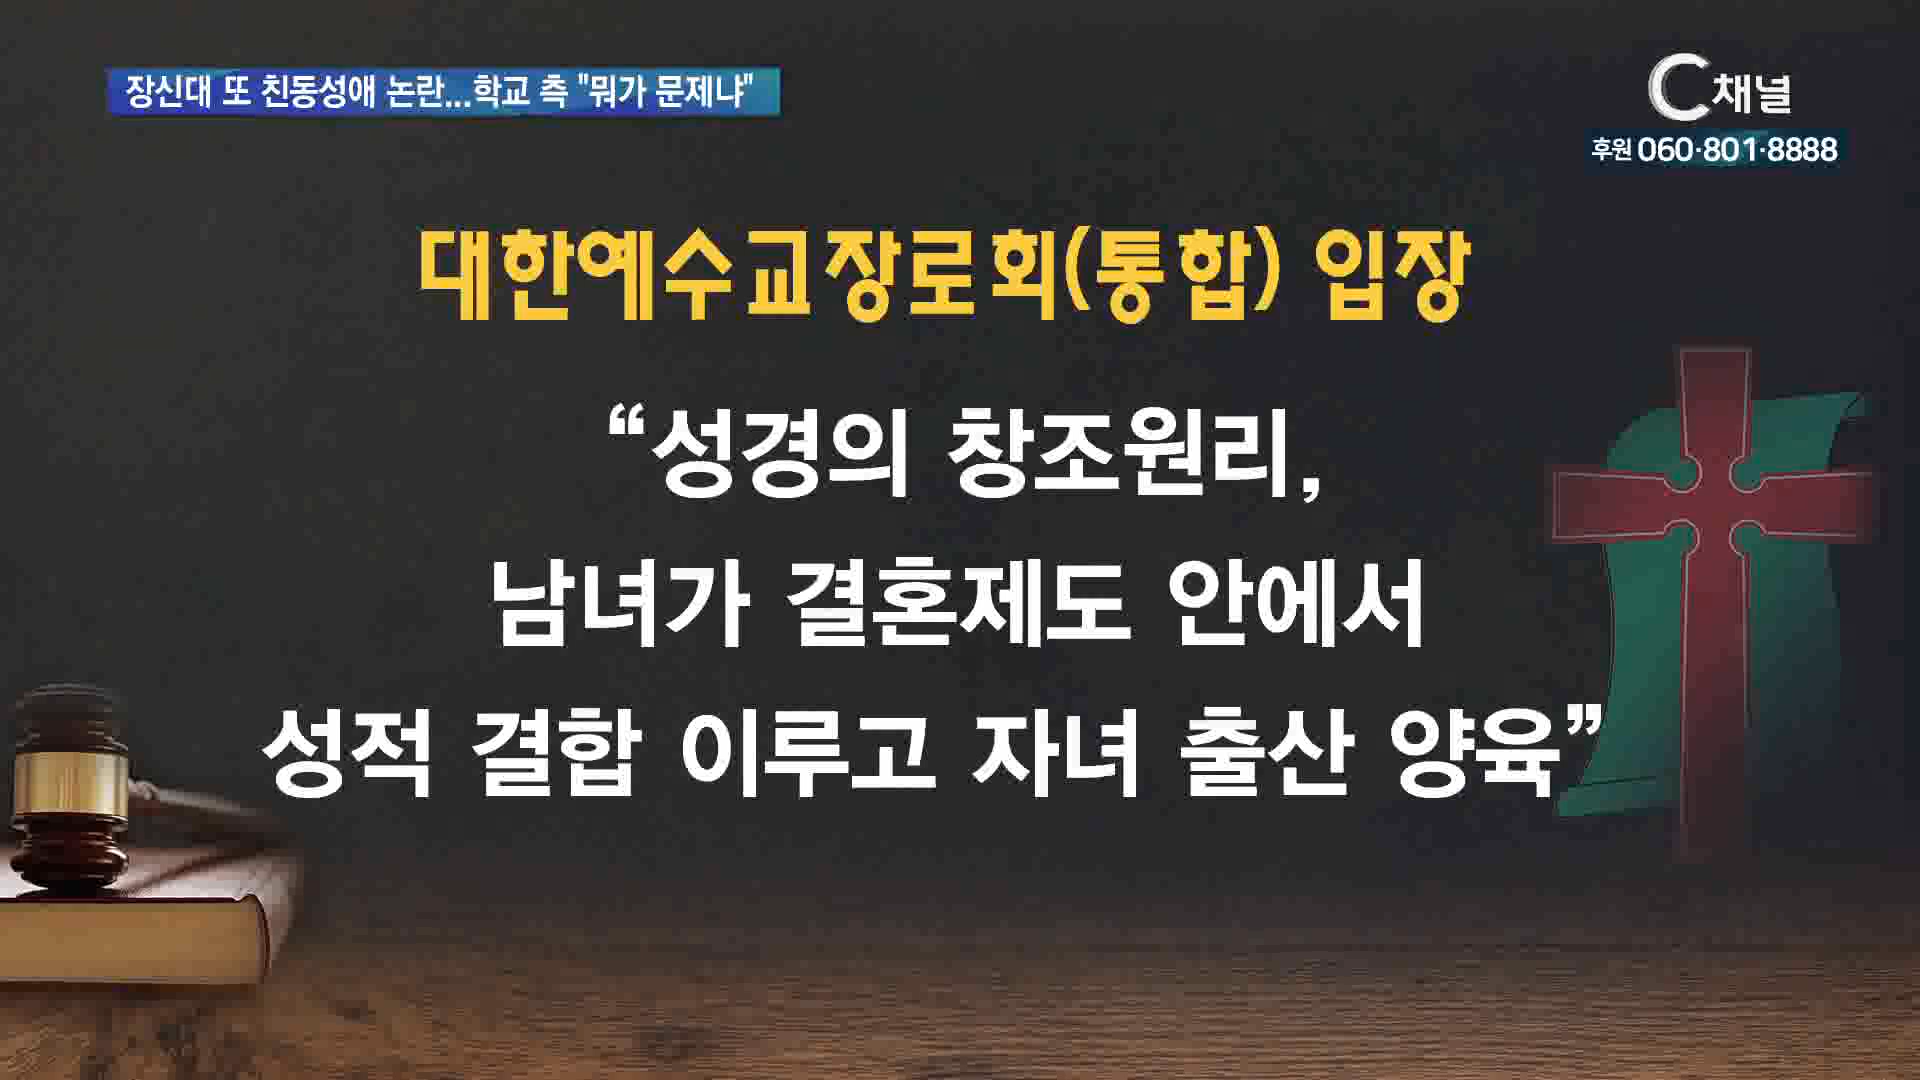 장신대 또 친동성애 논란...학교 측 "뭐가 문제냐"
C채널
후원 060·801·8888
대한예수교장로회(통합) 입장
“성경의 창조원리,
남녀가 결혼제도 안에서
성적 결합 이루고 자녀 출산 양육”